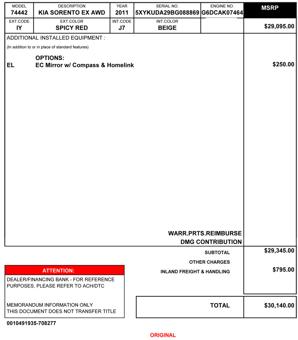 MODEL DESCRIPTION YEAR SERIAL NO. ENGINE NO MSRP
74442 KIA SORENTO EX AWD 2011 5XYKUDA29BG088869 G6DCAK07464
EXT.CODE EXT.COLOR INT.CODE INT.COLOR
IY SPICY RED J7 BEIGE $29,095.00
ADDITIONAL INSTALLED EQUIPMENT :
(In addition to or in place of standard features)
OPTIONS:
EL EC Mirror w/ Compass & Homelink $250.00
WARR.PRTS.REIMBURSE
DMG CONTRIBUTION
SUBTOTAL $29,345.00
OTHER CHARGES
ATTENTION: INLAND FREIGHT & HANDLING $795.00
DEALER/FINANCING BANK - FOR REFERENCE
PURPOSES, PLEASE REFER TO ACH/DTC
MEMORANDUM INFORMATION ONLY
THIS DOCUMENT DOES NOT TRANSFER TITLE
TOTAL $30,140.00
0010491935-708277
ORIGINAL